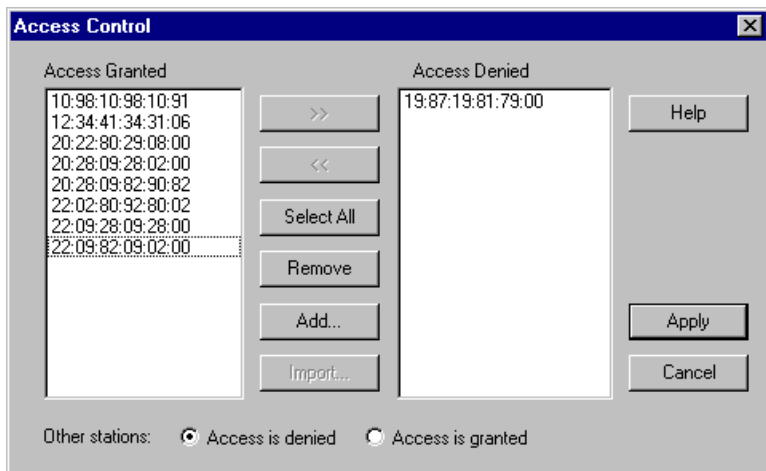 Access Control
Access Granted
10:98:10:98:10:91
12:34:41:34:31:06
20:22:80:29:08:00
20:28:09:28:02:00
20:28:09:82:90:82
22:02:80:92:80:02
22:09:28:09:28:00
22:09:82:09:02:00
>>
<<
Select All
Remove
Add...
Import...
Access Denied
19:87:19:81:79:00
Help
Apply
Cancel
Other stations: Access is denied Access is granted